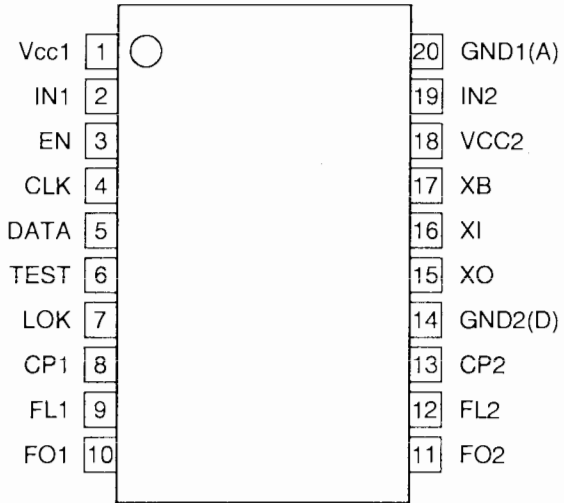 Vcc1 1 20 GND1(A)
IN1 2 19 IN2
EN 3 18 VCC2
CLK 4 17 XB
DATA 5 16 XI
TEST 6 15 XO
LOK 7 14 GND2(D)
CP1 8 13 CP2
FL1 9 12 FL2
FO1 10 11 FO2